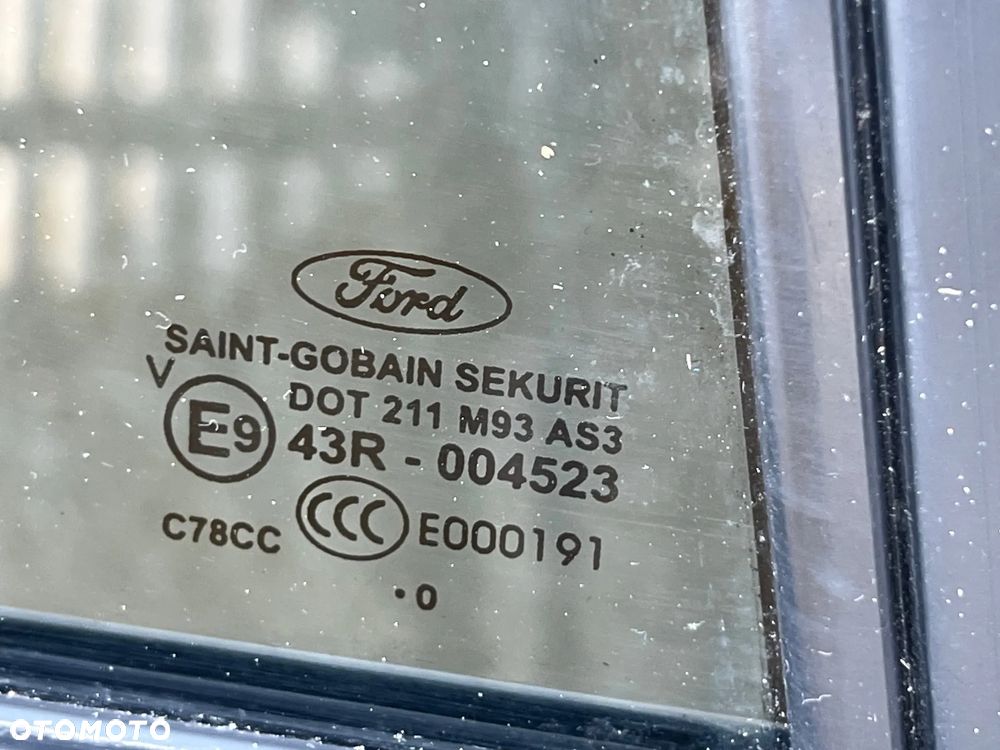 Ford
SAINT-GOBAIN SEKURIT
V
DOT 211 M93 AS3
E9
43R - 004523
C78CC
CCC
E000191
. 0
OTOMOTO